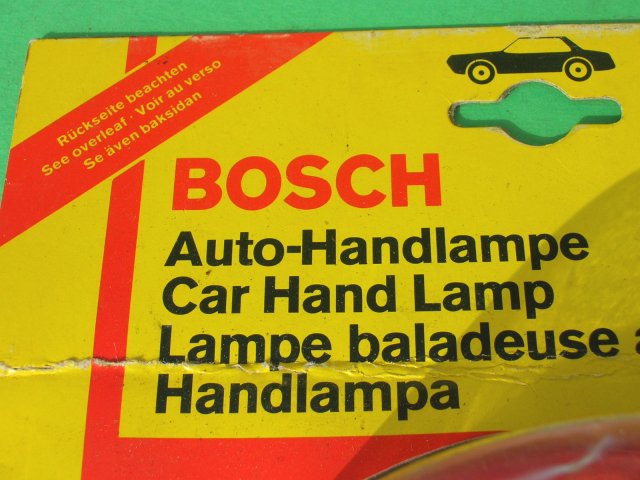 Rückseite beachten
See overleaf · Voir au verso
Se även baksidan
BOSCH
Auto-Handlampe
Car Hand Lamp
Lampe baladeuse a
Handlampa